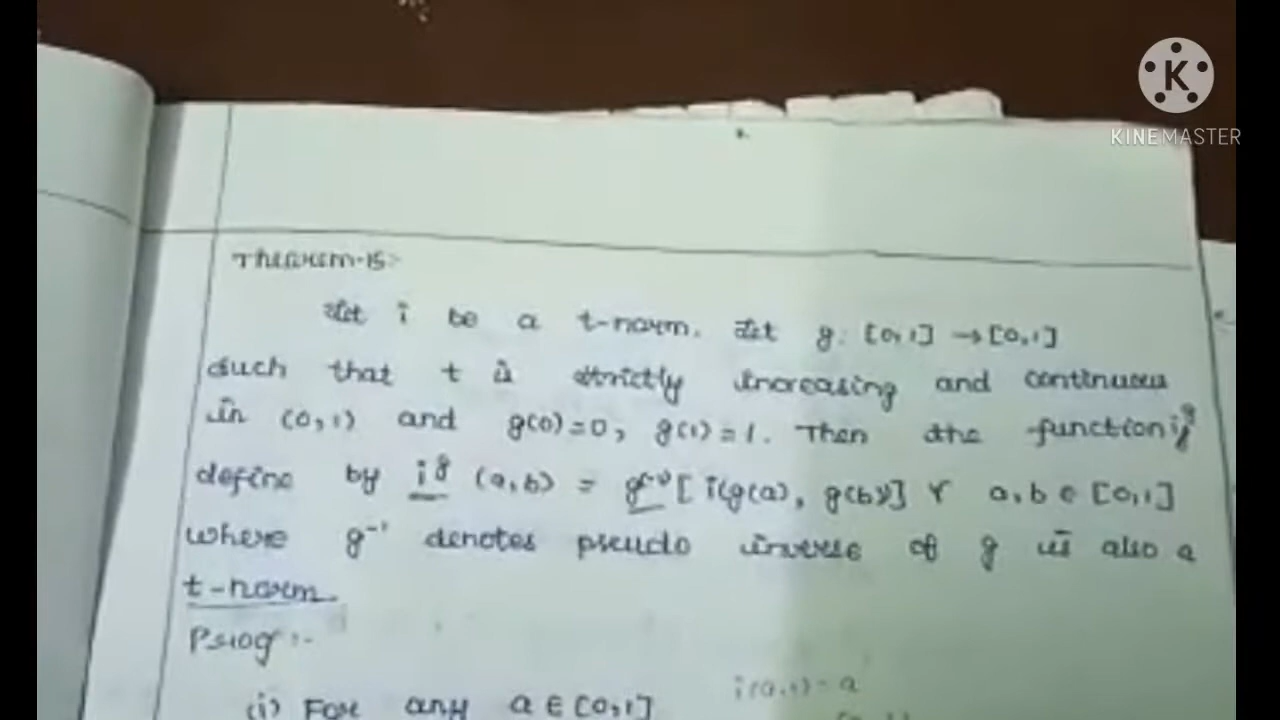 K
KINEMASTER
Theorem-15:-
Let i be a t-norm. Let g: [0,1] → [0,1]
Such that t is strictly increasing and continuous
in (0,1) and g(0)=0, g(1)=1. Then the function i^g
define by i^g (a,b) = g^(-1) [i(g(a), g(b))] ∀ a,b ∈ [0,1]
where g^-1 denotes pseudo inverse of g is also a
t-norm.
Proof:-
i(a,1) = a
(i) For any a ∈ [0,1]